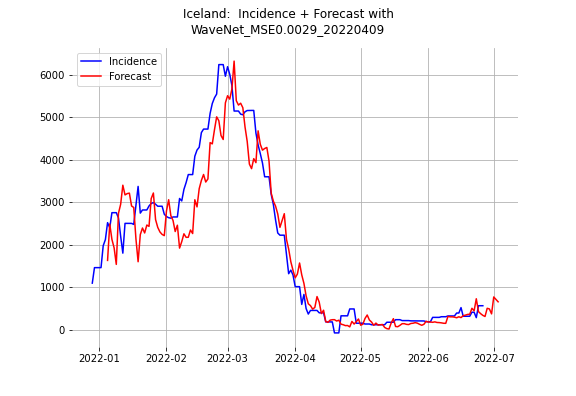 Iceland:  Incidence + Forecast with
WaveNet_MSE0.0029_20220409
Incidence
Forecast
6000
5000
4000
3000
2000
1000
0
2022-01 2022-02 2022-03 2022-04 2022-05 2022-06 2022-07